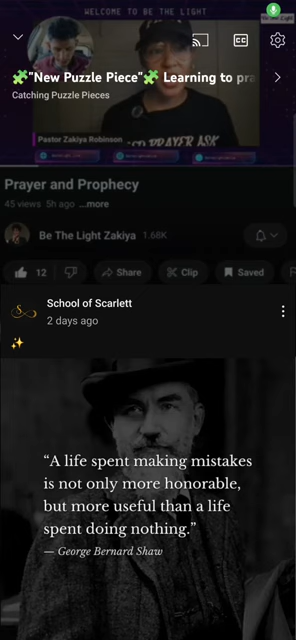 WELCOME TO BE THE LIGHT
🧩"New Puzzle Piece"🧩 Learning to pra
Catching Puzzle Pieces
Pastor Zakiya Robinson
Prayer and Prophecy
45 views 5h ago ...more
Be The Light Zakiya 1.68K
12
Share
Clip
Saved
School of Scarlett
2 days ago
✨
“A life spent making mistakes
is not only more honorable,
but more useful than a life
spent doing nothing.”
— George Bernard Shaw